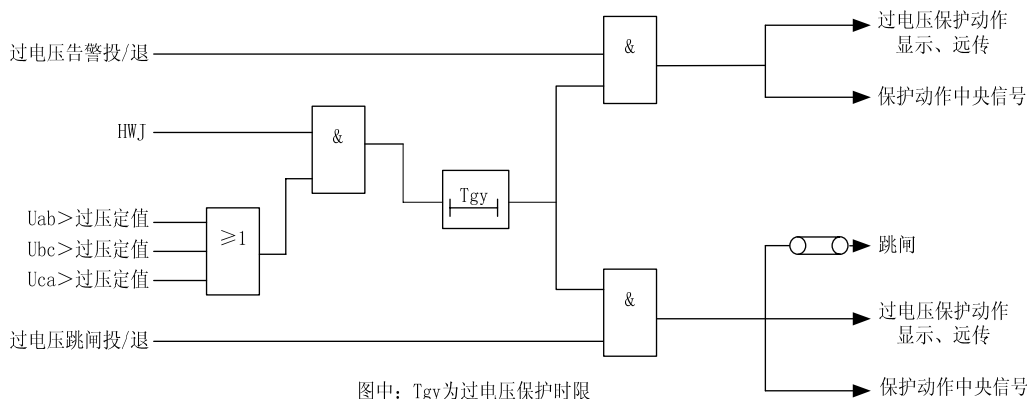 过电压告警投/退
&
过电压保护动作
显示、远传
保护动作中央信号
HWJ
&
Tgy
Uab＞过压定值
Ubc＞过压定值
Uca＞过压定值
≥1
跳闸
&
过电压保护动作
显示、远传
过电压跳闸投/退
保护动作中央信号
图中：Tgy为过电压保护时限